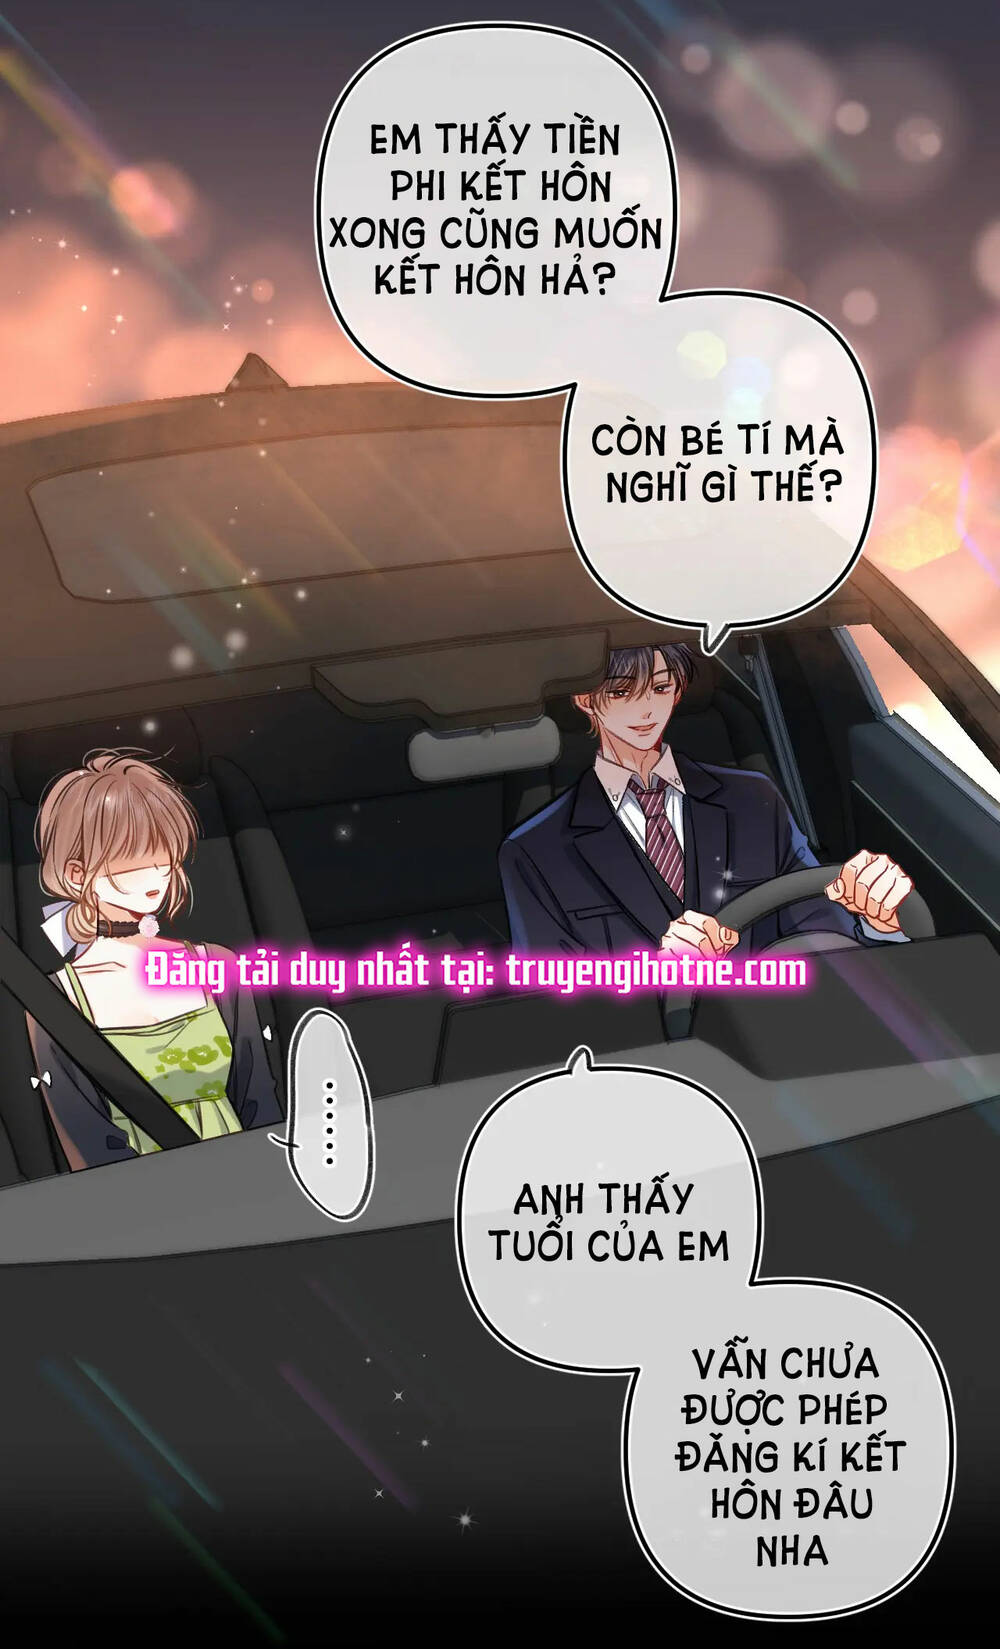 EM THẤY TIỀN
PHI KẾT HÔN
XONG CŨNG MUỐN
KẾT HÔN HẢ?
CÒN BÉ TÍ MÀ
NGHĨ GÌ THẾ?
Đăng tải duy nhất tại: truyengihotne.com
......
ANH THẤY
TUỔI CỦA EM
VẪN CHƯA
ĐƯỢC PHÉP
ĐĂNG KÍ KẾT
HÔN ĐÂU
NHA